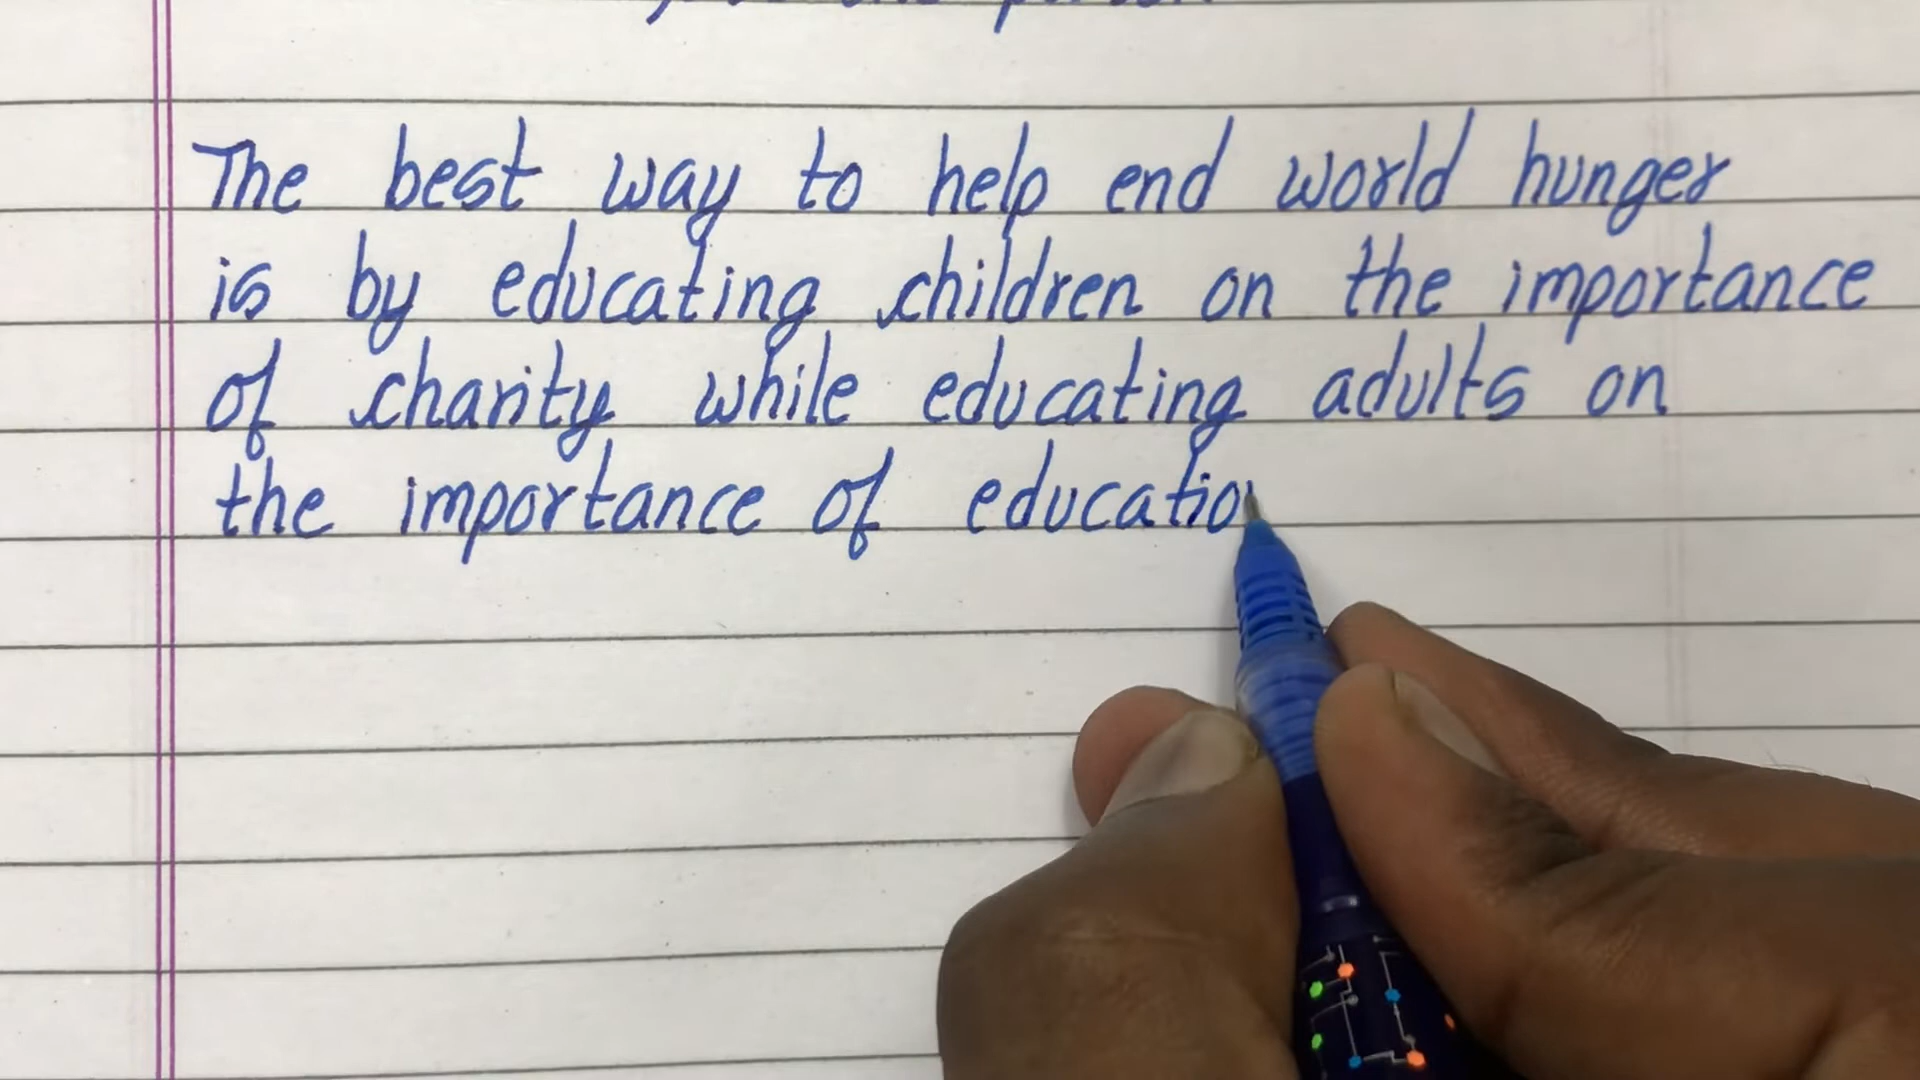 The best way to help end world hunger
is by educating children on the importance
of charity while educating adults on
the importance of educatio